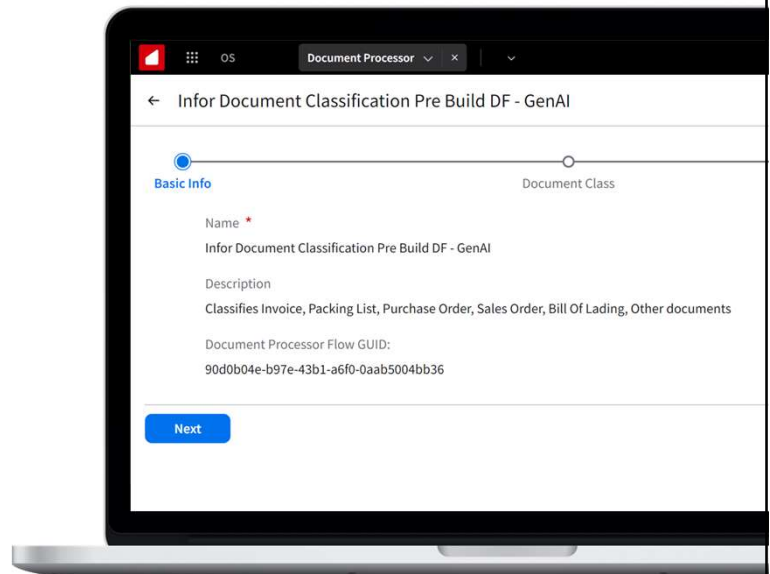 OS
Document Processor
Infor Document Classification Pre Build DF - GenAI
Basic Info
Document Class
Name *
Infor Document Classification Pre Build DF - GenAI
Description
Classifies Invoice, Packing List, Purchase Order, Sales Order, Bill Of Lading, Other documents
Document Processor Flow GUID:
90d0b04e-b97e-43b1-a6f0-0aab5004bb36
Next